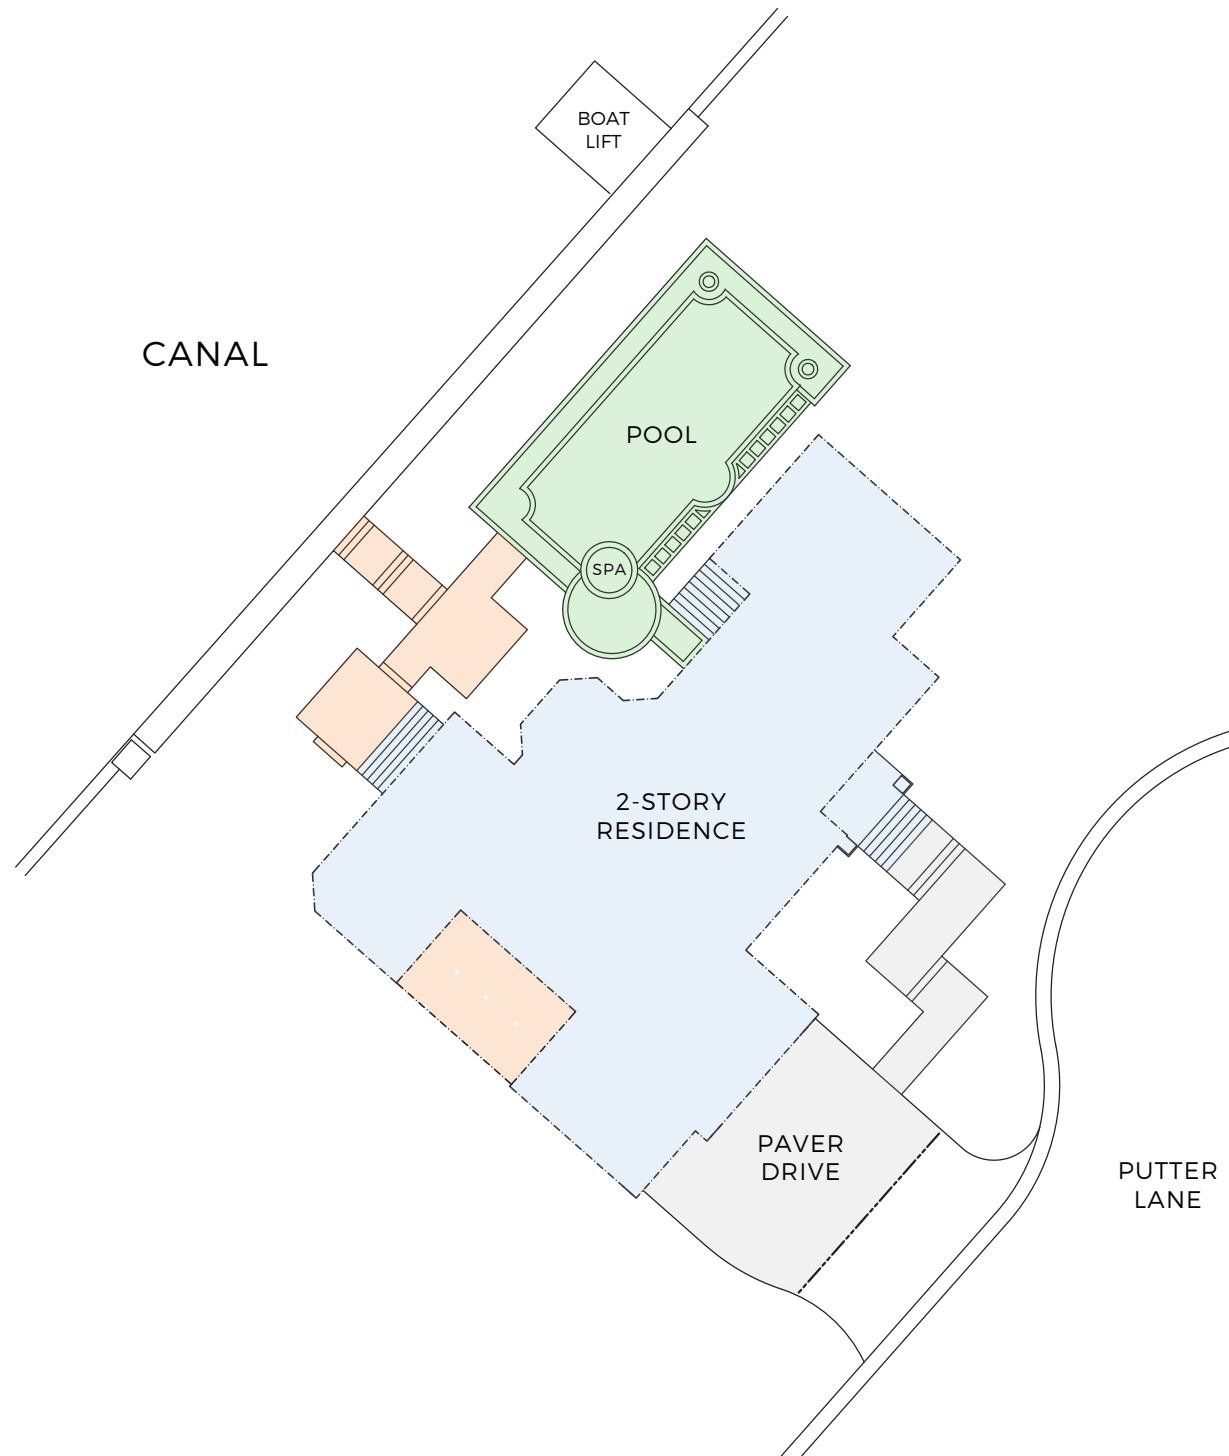 BOAT
LIFT
CANAL
POOL
SPA
2-STORY
RESIDENCE
PAVER
DRIVE
PUTTER
LANE